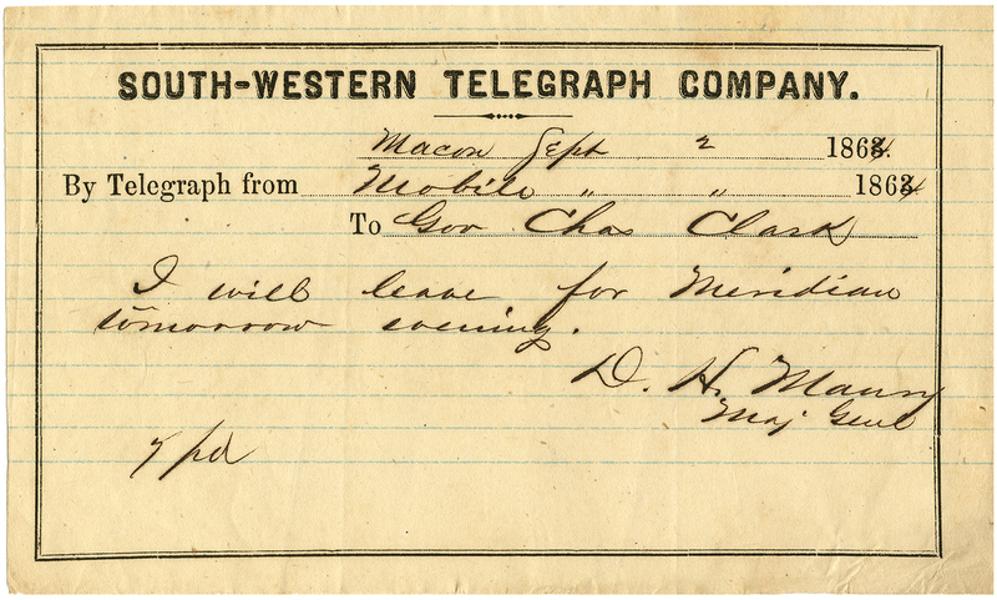 SOUTH-WESTERN TELEGRAPH COMPANY.
Macon Sept 2 1864.
By Telegraph from Mobile " " 1864
To Gov Chas Clark
I will leave for Meridian
tomorrow evening.
D. H. Maury
Maj Genl
7 pd